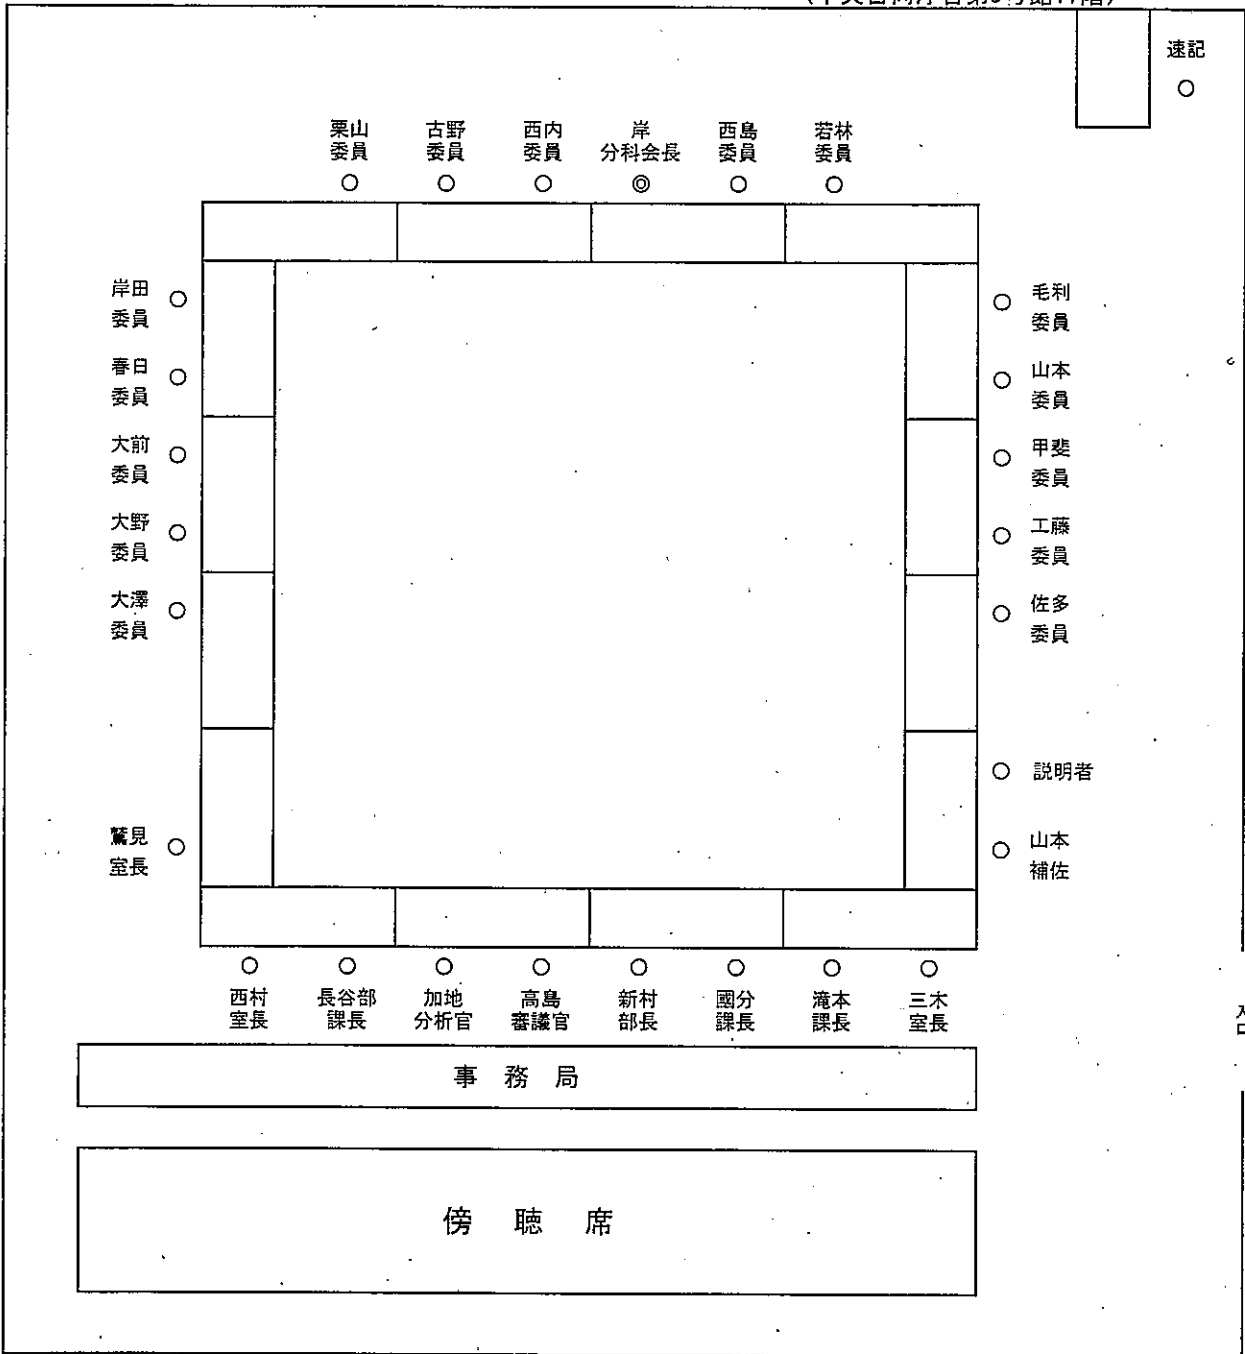 速記
栗山
委員
古野
委員
西内
委員
岸
分科会長
西島
委員
若林
委員
岸田
委員
春日
委員
大前
委員
大野
委員
大澤
委員
鷲見
室長
毛利
委員
山本
委員
甲斐
委員
工藤
委員
佐多
委員
説明者
山本
補佐
西村
室長
長谷部
課長
加地
分析官
高島
審議官
新村
部長
國分
課長
滝本
課長
三木
室長
入口
事務局
傍聴席